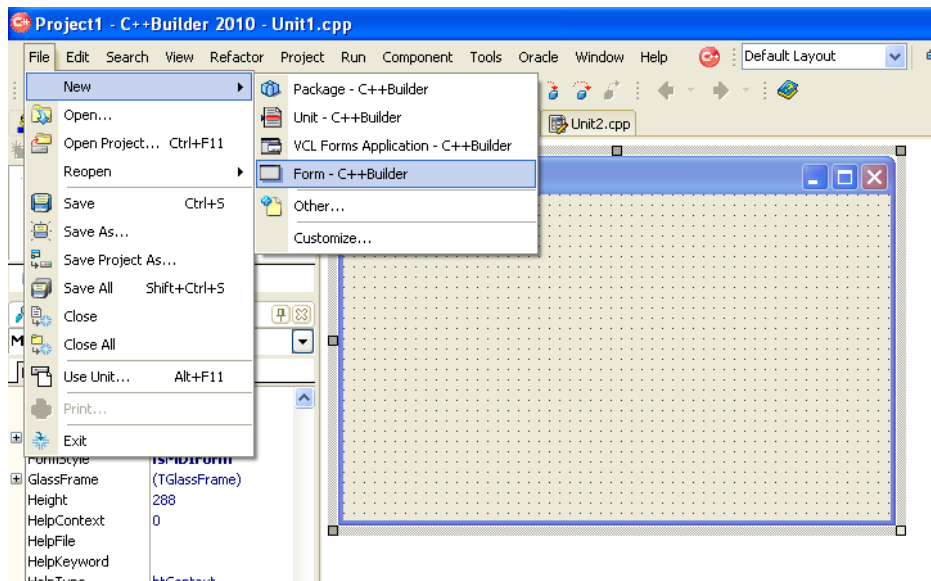 Project1 - C++Builder 2010 - Unit1.cpp
File Edit Search View Refactor Project Run Component Tools Oracle Window Help Default Layout
New
Open...
Open Project... Ctrl+F11
Reopen
Save Ctrl+S
Save As...
Save Project As...
Save All Shift+Ctrl+S
Close
Close All
Use Unit... Alt+F11
Print...
Exit
Package - C++Builder
Unit - C++Builder
VCL Forms Application - C++Builder
Form - C++Builder
Other...
Customize...
Unit2.cpp
FormStyle fsMDIForm
GlassFrame (TGlassFrame)
Height 288
HelpContext 0
HelpFile
HelpKeyword
HelpType htContext